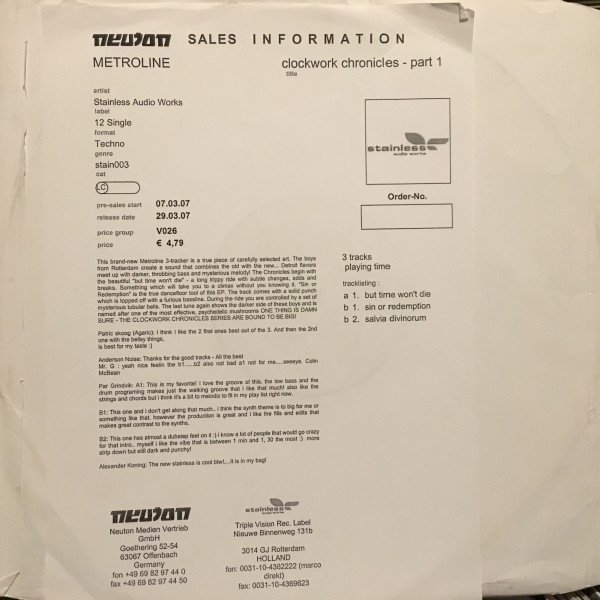 neuton SALES INFORMATION
METROLINE clockwork chronicles - part 1
title
artist
Stainless Audio Works
label
12 Single
format
Techno
genre
stain003
cat
LC
pre-sales start 07.03.07
release date 29.03.07
price group V026
price € 4,79
stainless
audio works
Order-No.
3 tracks
playing time
tracklisting :
a 1. but time won't die
b 1. sin or redemption
b 2. salvia divinorum
This brand-new Metroline 3-tracker is a true piece of carefully selected art. The boys
from Rotterdam create a sound that combines the old with the new... Detroit flavors
meet up with darker, throbbing bass and mysterious melody! The Chronicles begin with
the beautiful "but time won't die" - a long trippy ride with subtle changes, adds and
breaks. Something which will take you to a climax without you knowing it. "Sin or
Redemption" is the true dancefloor tool of this EP. The track comes with a solid punch
which is topped off with a furious bassline. During the ride you are controlled by a set of
mysterious tubular bells. The last tune again shows the darker side of these boys and is
named after one of the most effective, psychedelic mushrooms ONE THING IS DAMN
SURE - THE CLOCKWORK CHRONICLES SERIES ARE BOUND TO BE BIG!
Patric skoog (Agaric): I think i like the 2 first ones best out of the 3. And then the 2nd
one with the belley things,
is best for my taste :)
Anderson Noise: Thanks for the good tracks - All the best
Mr. G : yeah nice feelin the b1.....b2 also not bad a1 not for me....seeeya. Colin
McBean
Par Grindvik: A1: This is my favorite! I love the groove of this. the low bass and the
drum programing makes just the walking groove that i like that much! also like the
strings and chords but i think it's a bit to melodic to fit in my play list right now.
B1: This one and i don't get along that much.. i think the synth theme is to big for me or
something like that. however the production is great and i like the fills and edits that
makes great contrast to the synths.
B2: This one has almost a dubstep feel on it :) i know a lot of people that would go crazy
for that intro.. myself i like the vibe that is between 1 min and 1, 30 the most :) more
strip down but still dark and punchy!
Alexander Koning: The new stainless is cool btw!....it is in my bag!
neuton
Neuton Medien Vertrieb
GmbH
Goethering 52-54
63067 Offenbach
Germany
fon +49 69 82 97 44 0
fax +49 69 82 97 44 50
stainless
audio works
Triple Vision Rec. Label
Nieuwe Binnenweg 131b
3014 GJ Rotterdam
HOLLAND
fon: 0031-10-4362222 (marco
direkt)
fax: 0031-10-4369623